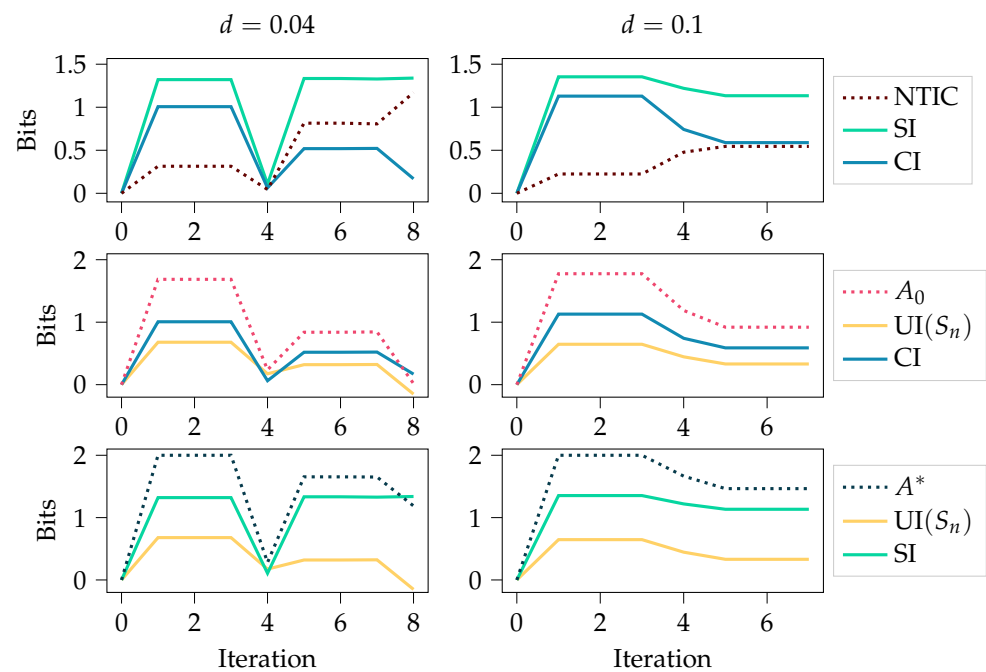 d = 0.04
d = 0.1
1.5
1
0.5
0
Bits
0 2 4 6 8
1.5
1
0.5
0
0 2 4 6
NTIC
SI
CI
2
1
0
Bits
0 2 4 6 8
2
1
0
0 2 4 6
A₀
UI(Sₙ)
CI
2
1
0
Bits
0 2 4 6 8
Iteration
2
1
0
0 2 4 6
Iteration
A*
UI(Sₙ)
SI